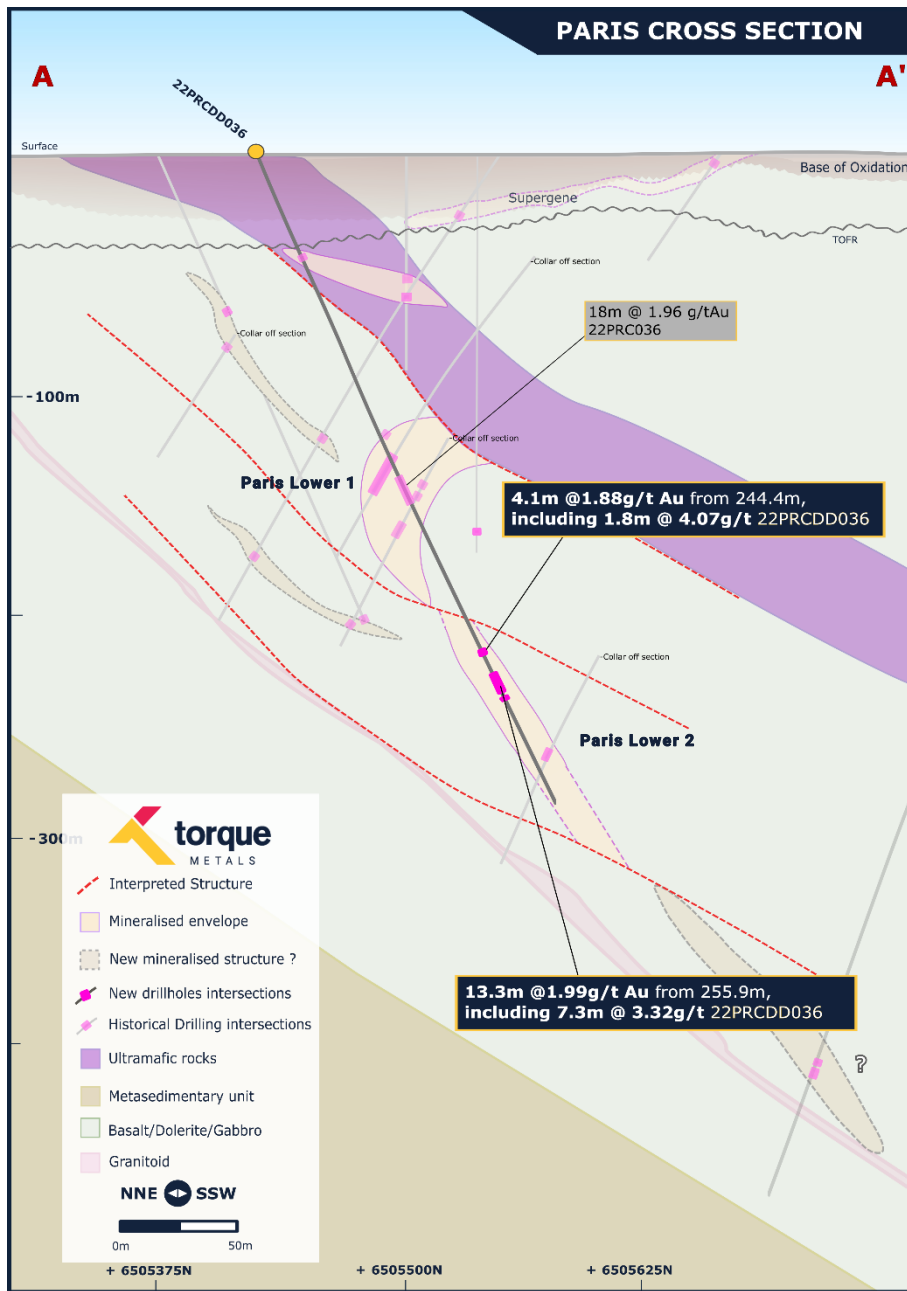 PARIS CROSS SECTION
A
A'
22PRCDD036
Surface
Base of Oxidation
Supergene
TOFR
-Collar off section
18m @ 1.96 g/tAu
22PRC036
-Collar off section
-100m
-Collar off section
Paris Lower 1
4.1m @1.88g/t Au from 244.4m,
including 1.8m @ 4.07g/t 22PRCDD036
-Collar off section
Paris Lower 2
-300m
torque
METALS
Interpreted Structure
Mineralised envelope
New mineralised structure ?
New drillholes intersections
Historical Drilling intersections
Ultramafic rocks
Metasedimentary unit
Basalt/Dolerite/Gabbro
Granitoid
13.3m @1.99g/t Au from 255.9m,
including 7.3m @ 3.32g/t 22PRCDD036
?
NNE SSW
0m 50m
+ 6505375 + 6505500 + 6505625